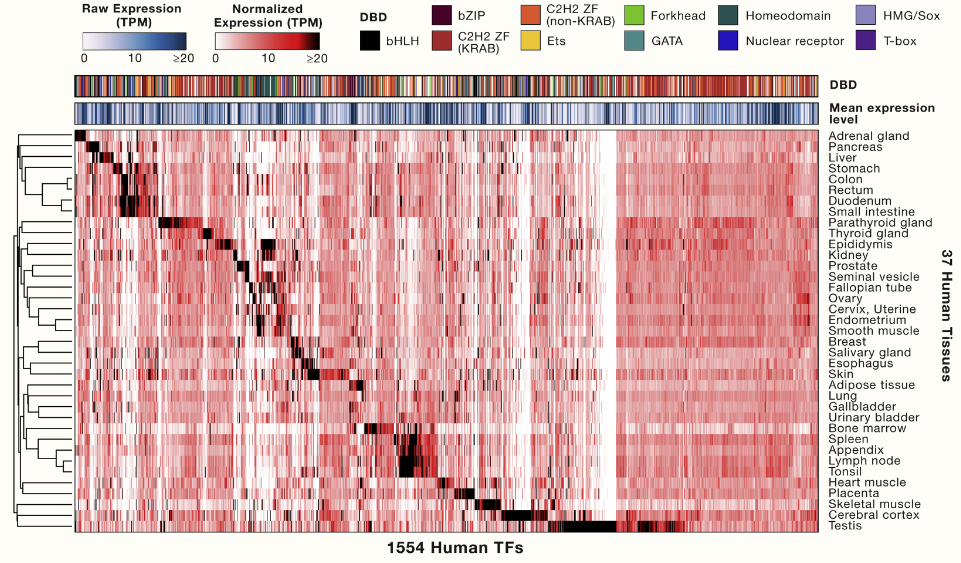 Raw Expression
(TPM)
0 10 ≥20
Normalized
Expression (TPM)
0 10 ≥20
DBD
bHLH
bZIP
C2H2 ZF
(KRAB)
C2H2 ZF
(non-KRAB)
Ets
Forkhead
GATA
Homeodomain
Nuclear receptor
HMG/Sox
T-box
DBD
Mean expression
level
Adrenal gland
Pancreas
Liver
Stomach
Colon
Rectum
Duodenum
Small intestine
Parathyroid gland
Thyroid gland
Epididymis
Kidney
Prostate
Seminal vesicle
Fallopian tube
Ovary
Cervix, Uterine
Endometrium
Smooth muscle
Breast
Salivary gland
Esophagus
Skin
Adipose tissue
Lung
Gallbladder
Urinary bladder
Bone marrow
Spleen
Appendix
Lymph node
Tonsil
Heart muscle
Placenta
Skeletal muscle
Cerebral cortex
Testis
37 Human Tissues
1554 Human TFs